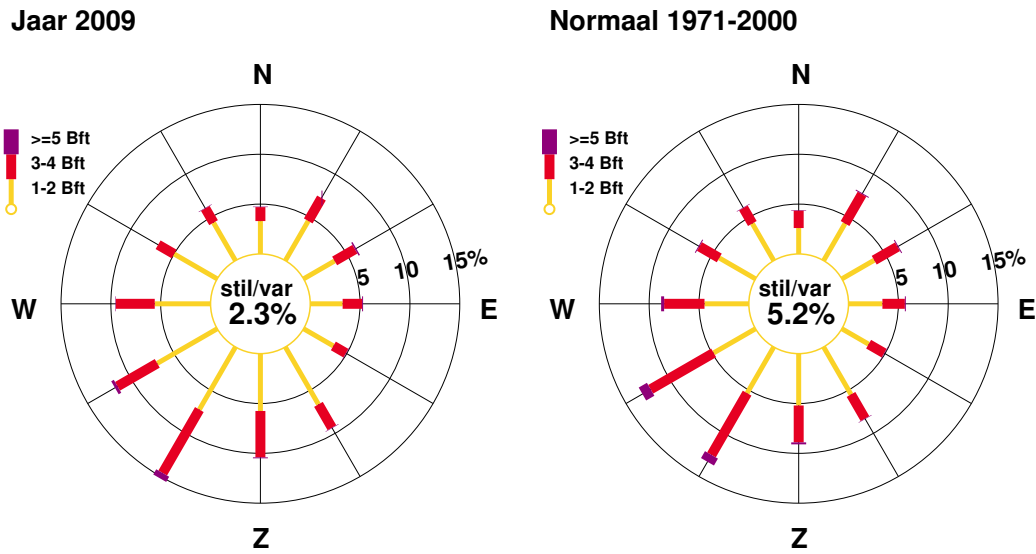 Jaar 2009
N
>=5 Bft
3-4 Bft
1-2 Bft
5
10
15%
stil/var
2.3%
W
E
Z
Normaal 1971-2000
N
>=5 Bft
3-4 Bft
1-2 Bft
5
10
15%
stil/var
5.2%
W
E
Z